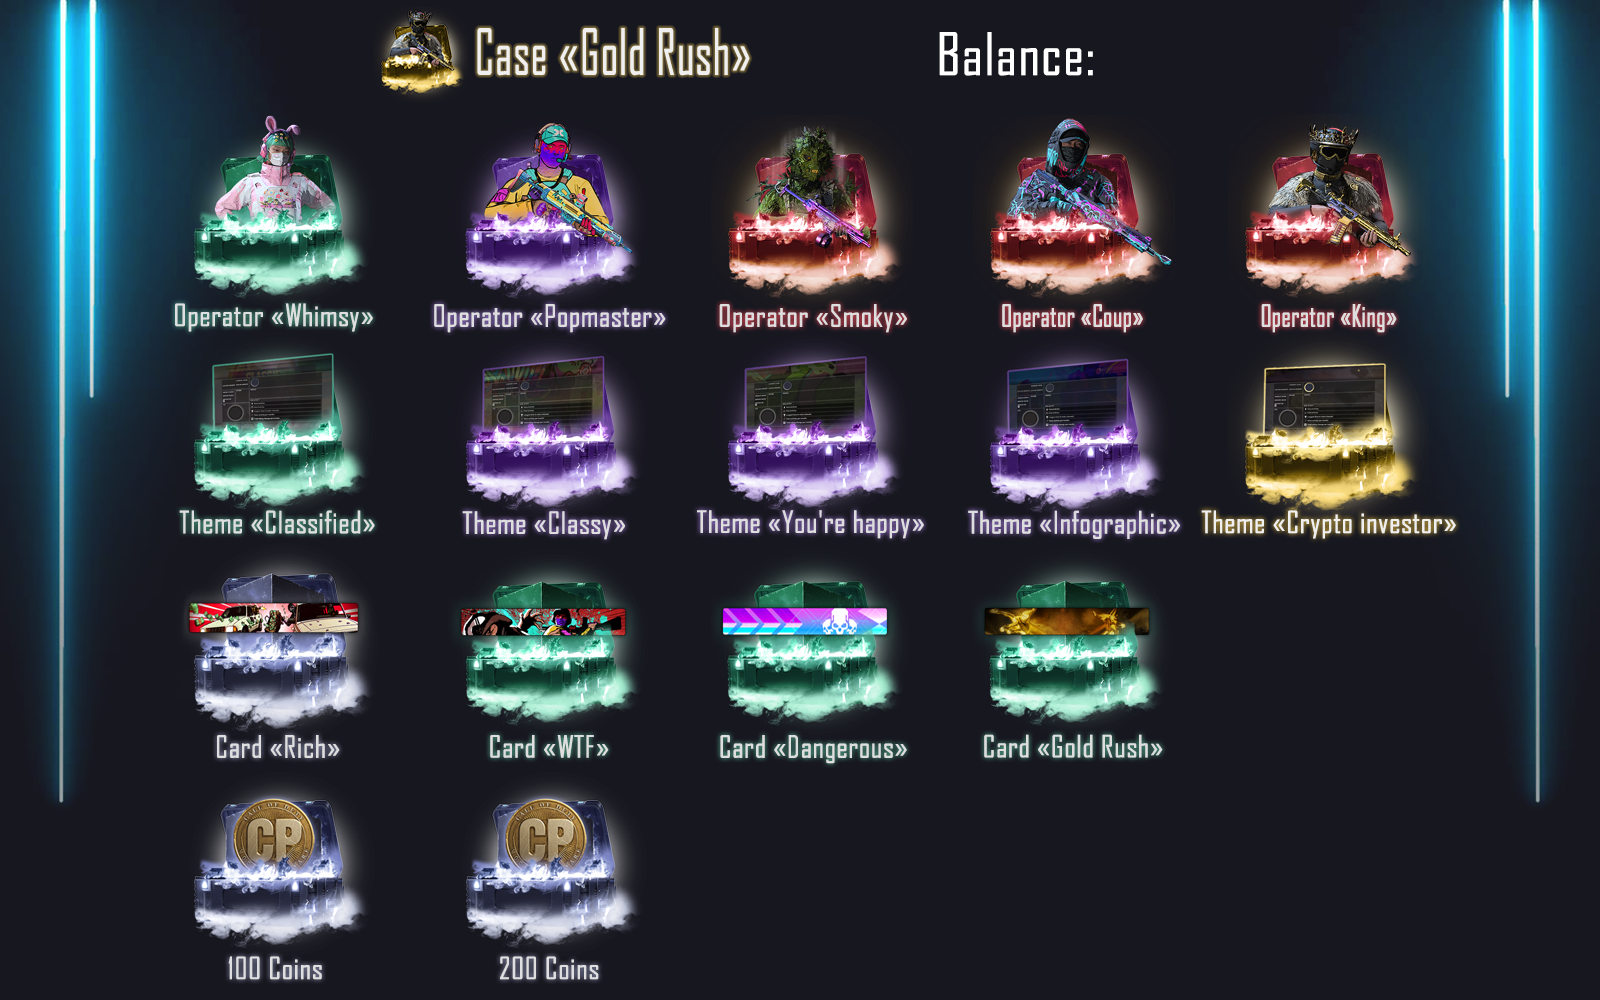 Case «Gold Rush»
Balance:
Operator «Whimsy»
Operator «Popmaster»
Operator «Smoky»
Operator «Coup»
Operator «King»
Theme «Classified»
Theme «Classy»
Theme «You're happy»
Theme «Infographic»
Theme «Crypto investor»
Card «Rich»
Card «WTF»
Card «Dangerous»
Card «Gold Rush»
CP
CP
100 Coins
200 Coins